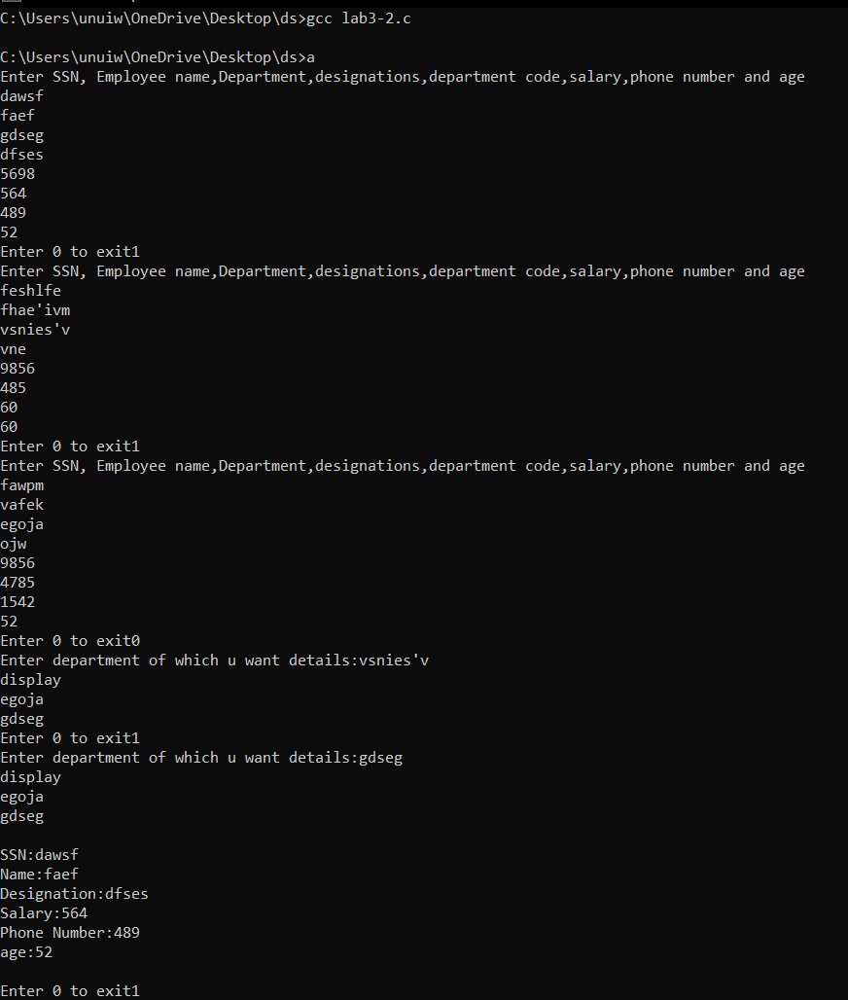 C:\Users\unuiw\OneDrive\Desktop\ds>gcc lab3-2.c
C:\Users\unuiw\OneDrive\Desktop\ds>a
Enter SSN, Employee name,Department,designations,department code,salary,phone number and age
dawsf
faef
gdseg
dfses
5698
564
489
52
Enter 0 to exit1
Enter SSN, Employee name,Department,designations,department code,salary,phone number and age
feshlfe
fhae'ivm
vsnies'v
vne
9856
485
60
60
Enter 0 to exit1
Enter SSN, Employee name,Department,designations,department code,salary,phone number and age
fawpm
vafek
egoja
ojw
9856
4785
1542
52
Enter 0 to exit0
Enter department of which u want details:vsnies'v
display
egoja
gdseg
Enter 0 to exit1
Enter department of which u want details:gdseg
display
egoja
gdseg
SSN:dawsf
Name:faef
Designation:dfses
Salary:564
Phone Number:489
age:52
Enter 0 to exit1